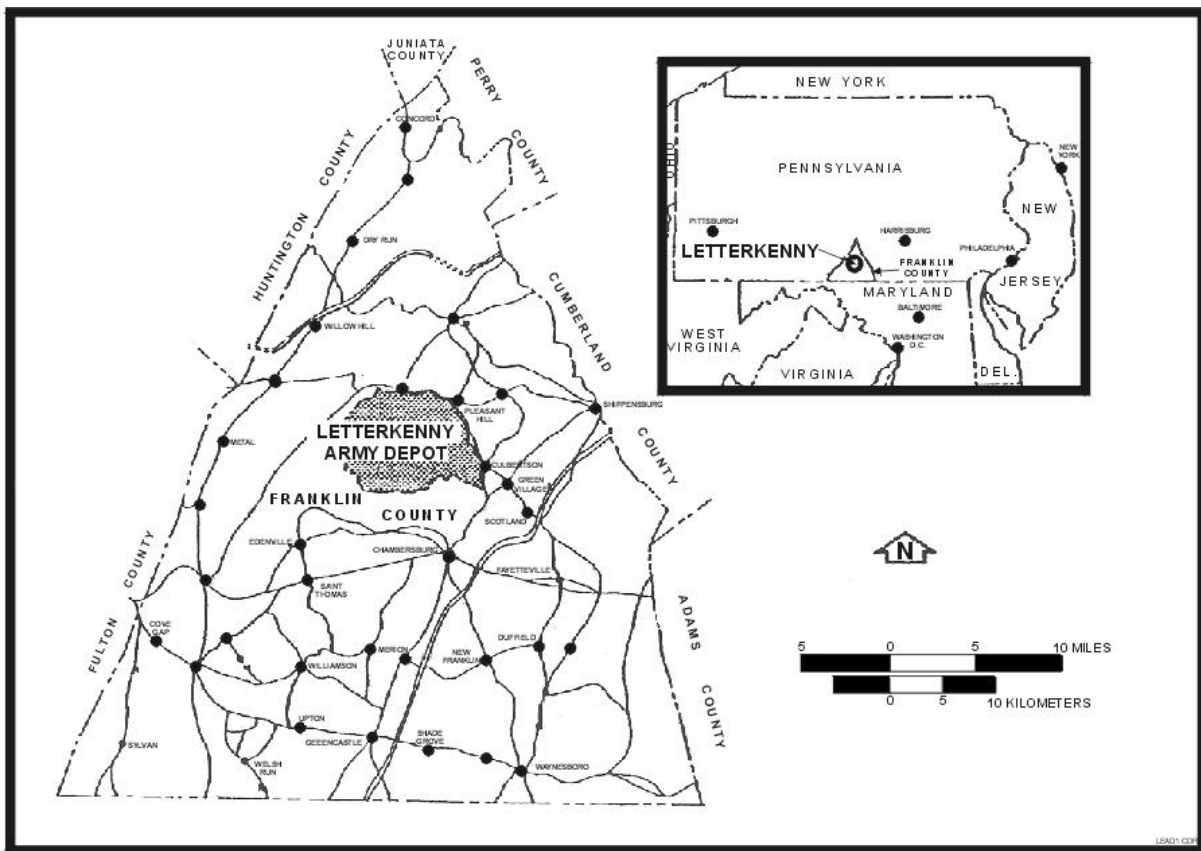 JUNIATA
COUNTY
PERRY
COUNTY
CONCORD
HUNTINGTON
COUNTY
DRY RUN
CUMBERLAND
COUNTY
WILLOW HILL
SHIPPENSBURG
PLEASANT
HILL
LETTERKENNY
ARMY DEPOT
METAL
CULBERTSON
GREEN
VILLAGE
FRANKLIN
COUNTY
SCOTLAND
EDENVILLE
CHAMBERSBURG
FAYETTEVILLE
SAINT
THOMAS
FULTON
COUNTY
COVE
GAP
ADAMS
COUNTY
DUFFIELD
MERION
NEW
FRANKLIN
WILLIAMSON
UPTON
GEEENCASTLE
SHADE
GROVE
SYLVAN
WELSH
RUN
WAYNESBORO
NEW YORK
OHIO
PENNSYLVANIA
NEW
YORK
NEW
JERSEY
PITTSBURGH
HARRISBURG
PHILADELPHIA
LETTERKENNY
FRANKLIN
COUNTY
MARYLAND
BALTIMORE
WEST
VIRGINIA
WASHINGTON
D.C.
VIRGINIA
DEL.
N
5 0 5 10 MILES
0 5 10 KILOMETERS
LEAD1.CDR